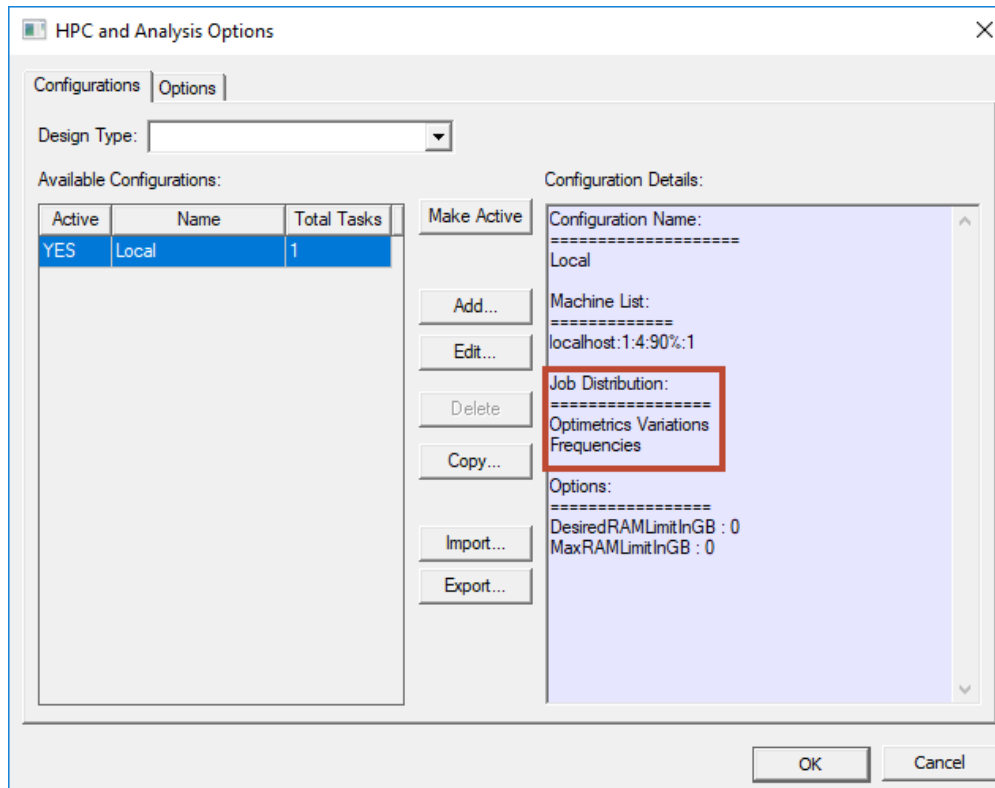 HPC and Analysis Options
Configurations
Options
Design Type:
Available Configurations:
Active Name Total Tasks
YES Local 1
Make Active
Add...
Edit...
Delete
Copy...
Import...
Export...
Configuration Details:
Configuration Name:
====================
Local
Machine List:
=============
localhost:1:4:90%:1
Job Distribution:
=================
Optimetrics Variations
Frequencies
Options:
=================
DesiredRAMLimitInGB : 0
MaxRAMLimitInGB : 0
OK
Cancel